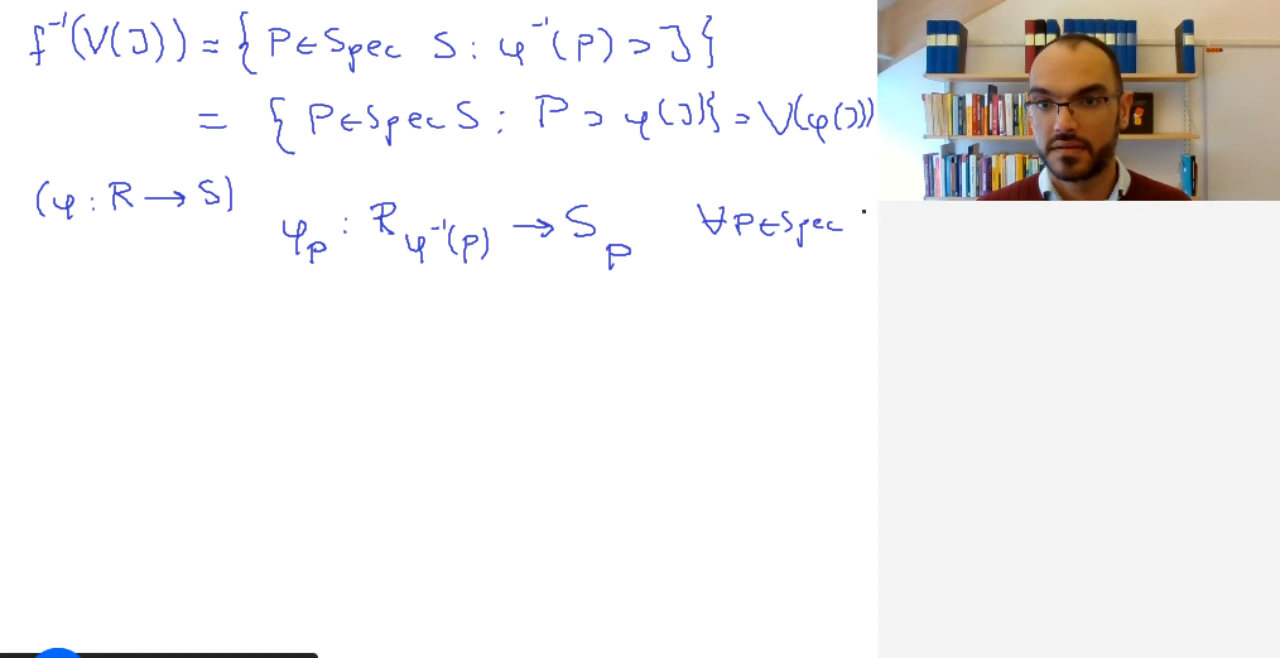 f⁻¹(V(J)) = { P ∈ Spec S : φ⁻¹(P) ⊃ J }
= { P ∈ Spec S : P ⊃ φ(J) } = V(φ(J))
(φ : R → S)
φ_P : R_{φ⁻¹(P)} → S_P ∀ P ∈ Spec